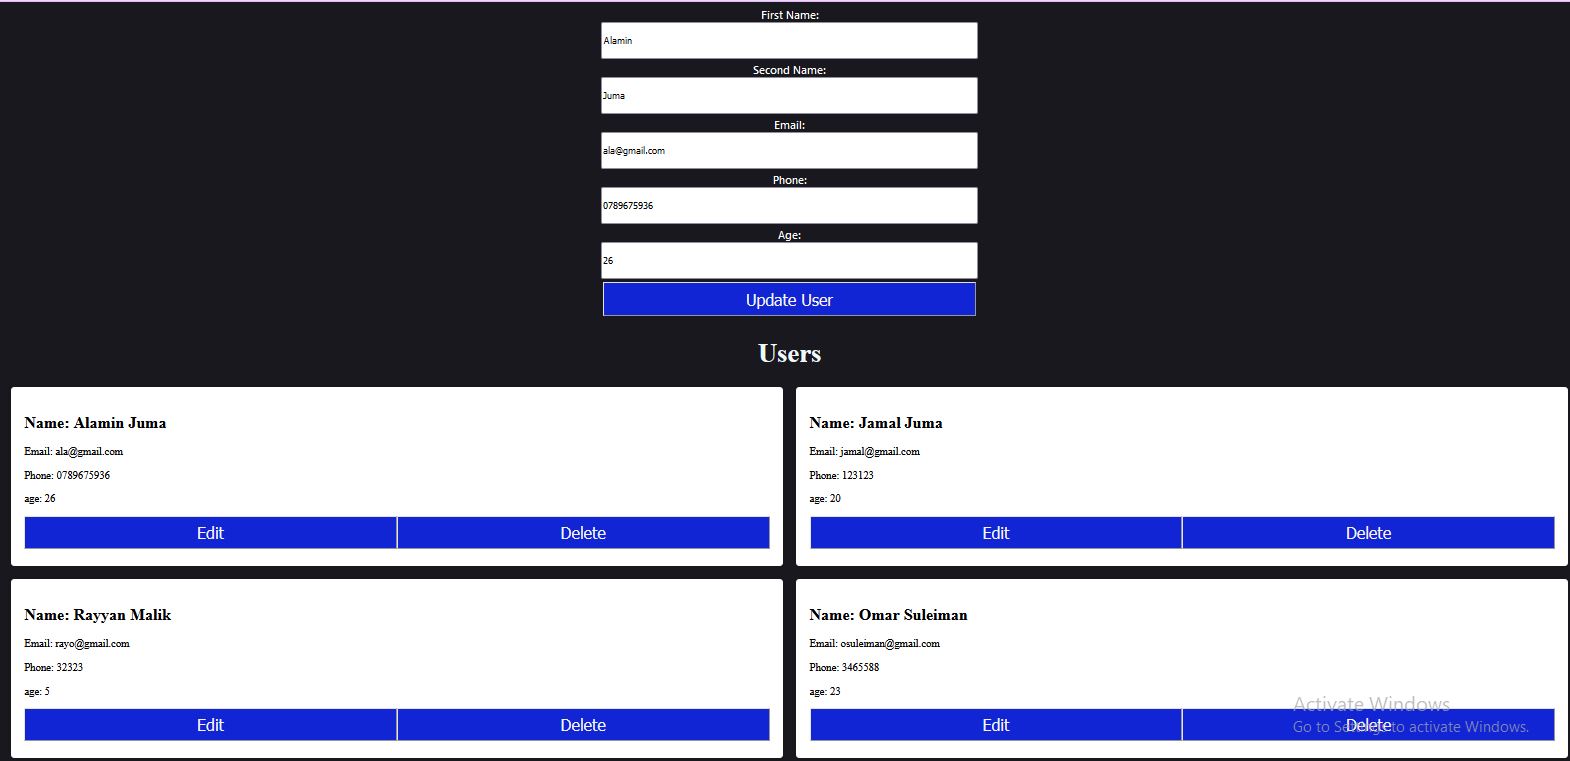 First Name:
Alamin
Second Name:
Juma
Email:
ala@gmail.com
Phone:
0789675936
Age:
26
Update User
Users
Name: Alamin Juma
Email: ala@gmail.com
Phone: 0789675936
age: 26
Edit Delete
Name: Jamal Juma
Email: jamal@gmail.com
Phone: 123123
age: 20
Edit Delete
Name: Rayyan Malik
Email: rayo@gmail.com
Phone: 32323
age: 5
Edit Delete
Name: Omar Suleiman
Email: osuleiman@gmail.com
Phone: 3465588
age: 23
Edit Delete
Activate Windows
Go to Settings to activate Windows.